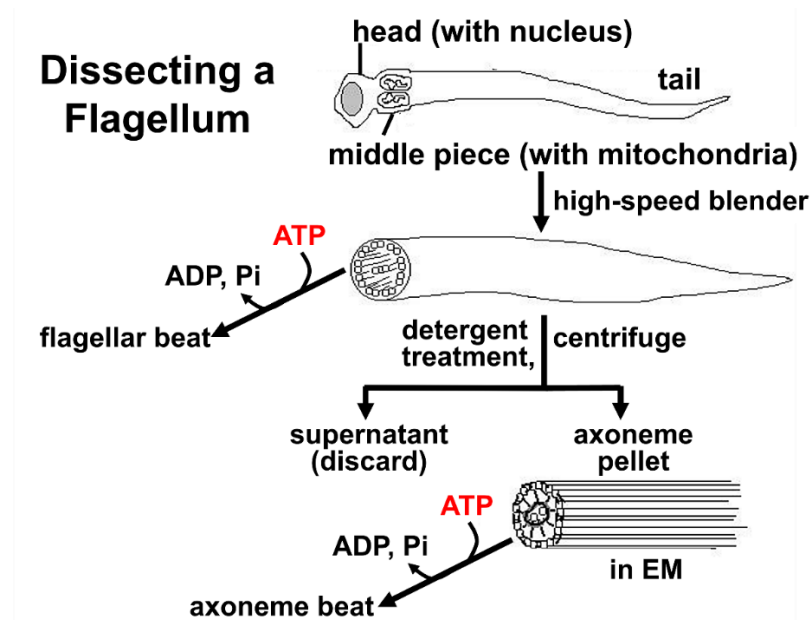 Dissecting a
Flagellum
head (with nucleus)
tail
middle piece (with mitochondria)
high-speed blender
ATP
ADP, Pi
flagellar beat
detergent
treatment,
centrifuge
supernatant
(discard)
axoneme
pellet
ATP
ADP, Pi
in EM
axoneme beat